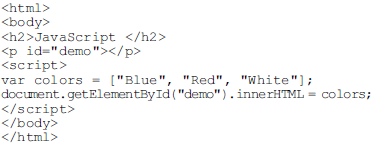 <html>
<body>
<h2>JavaScript </h2>
<p id="demo"></p>
<script>
var colors = ["Blue", "Red", "White"];
document.getElementById("demo").innerHTML = colors;
</script>
</body>
</html>